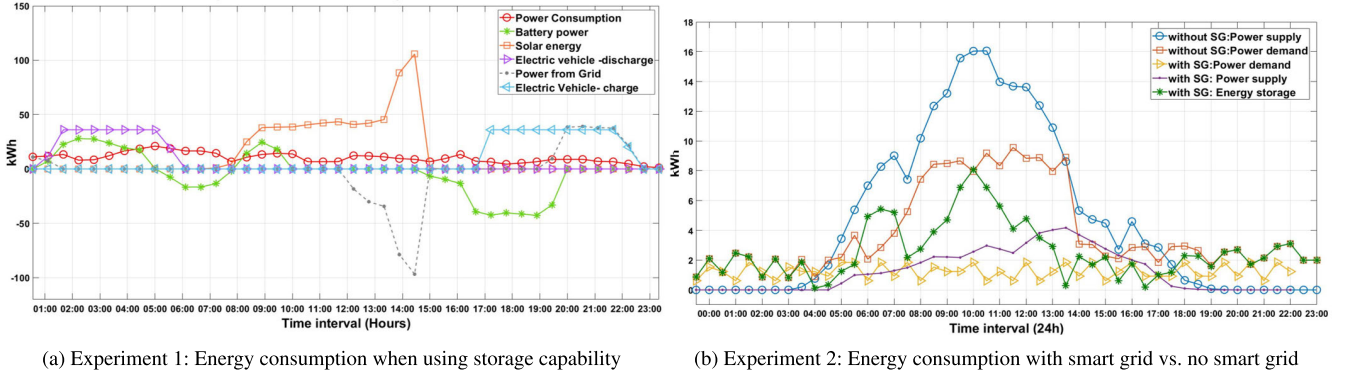 150
100
50
0
-50
-100
kWh
Power Consumption
Battery power
Solar energy
Electric vehicle -discharge
Power from Grid
Electric Vehicle- charge
01:00 02:00 03:00 04:00 05:00 06:00 07:00 08:00 09:00 10:00 11:00 12:00 13:00 14:00 15:00 16:00 17:00 18:00 19:00 20:00 21:00 22:00 23:00
Time interval (Hours)
(a) Experiment 1: Energy consumption when using storage capability
18
16
14
12
10
8
6
4
2
0
kWh
without SG:Power supply
without SG:Power demand
with SG:Power demand
with SG: Power supply
with SG: Energy storage
00:00 01:00 02:00 03:00 04:00 05:00 06:00 07:00 08:00 09:00 10:00 11:00 12:00 13:00 14:00 15:00 16:00 17:00 18:00 19:00 20:00 21:00 22:00 23:00
Time interval (24h)
(b) Experiment 2: Energy consumption with smart grid vs. no smart grid